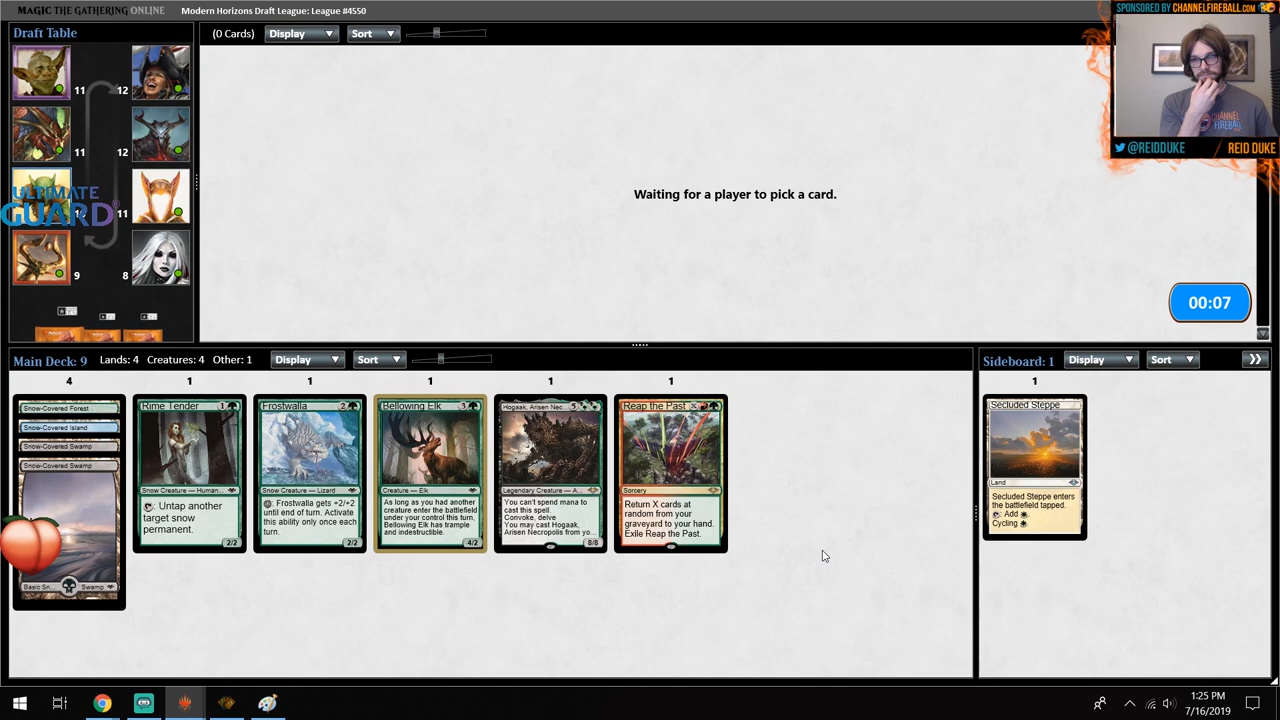 MAGIC THE GATHERING ONLINE
Modern Horizons Draft League: League #4550
SPONSORED BY CHANNELFIREBALL.COM
Draft Table
(0 Cards)
Display
Sort
11
12
11
12
11
9
8
ULTIMATE
GUARD
CHANNEL
FIREBALL
@REIDDUKE
REID DUKE
Waiting for a player to pick a card.
00:07
Main Deck: 9
Lands: 4
Creatures: 4
Other: 1
Display
Sort
Sideboard: 1
Display
Sort
4
1
1
1
1
1
1
Snow-Covered Forest
Snow-Covered Island
Snow-Covered Swamp
Snow-Covered Swamp
Basic Sn...
Swamp
Rime Tender
1
Snow Creature — Human...
: Untap another
target snow
permanent.
2/2
Frostwalla
2
Snow Creature — Lizard
: Frostwalla gets +2/+2
until end of turn. Activate
this ability only once each
turn.
2/2
Bellowing Elk
3
Creature — Elk
As long as you had another
creature enter the battlefield
under your control this turn,
Bellowing Elk has trample
and indestructible.
4/2
Hogaak, Arisen Nec...
5
Legendary Creature — A...
You can't spend mana to
cast this spell.
Convoke, delve
You may cast Hogaak,
Arisen Necropolis from yo...
8/8
Reap the Past
X
Sorcery
Return X cards at
random from your
graveyard to your hand.
Exile Reap the Past.
Secluded Steppe
Land
Secluded Steppe enters
the battlefield tapped.
: Add
Cycling
1:25 PM
7/16/2019